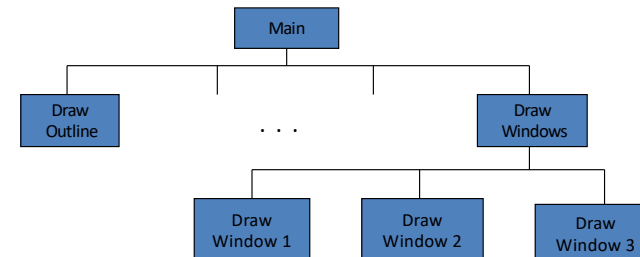 Main
Draw
Outline
. . .
Draw
Windows
Draw
Window 1
Draw
Window 2
Draw
Window 3